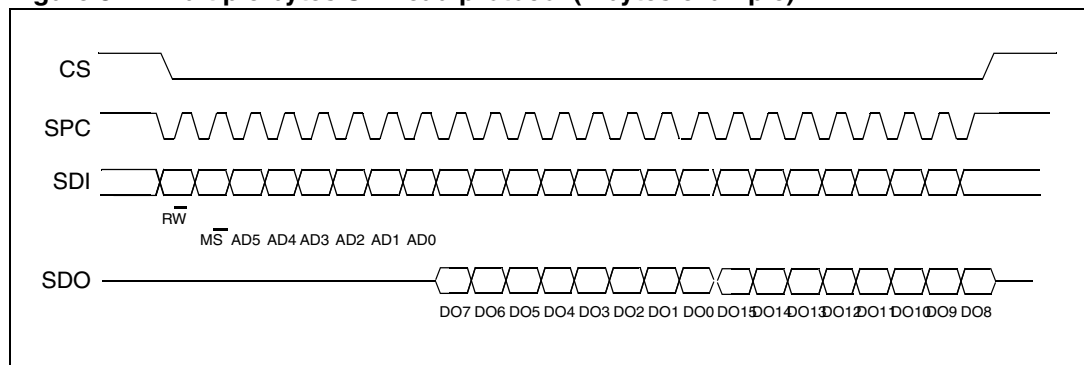 CS
SPC
SDI
RW
MS AD5 AD4 AD3 AD2 AD1 AD0
SDO
DO7 DO6 DO5 DO4 DO3 DO2 DO1 DO0 DO15 DO14 DO13 DO12 DO11 DO10 DO9 DO8